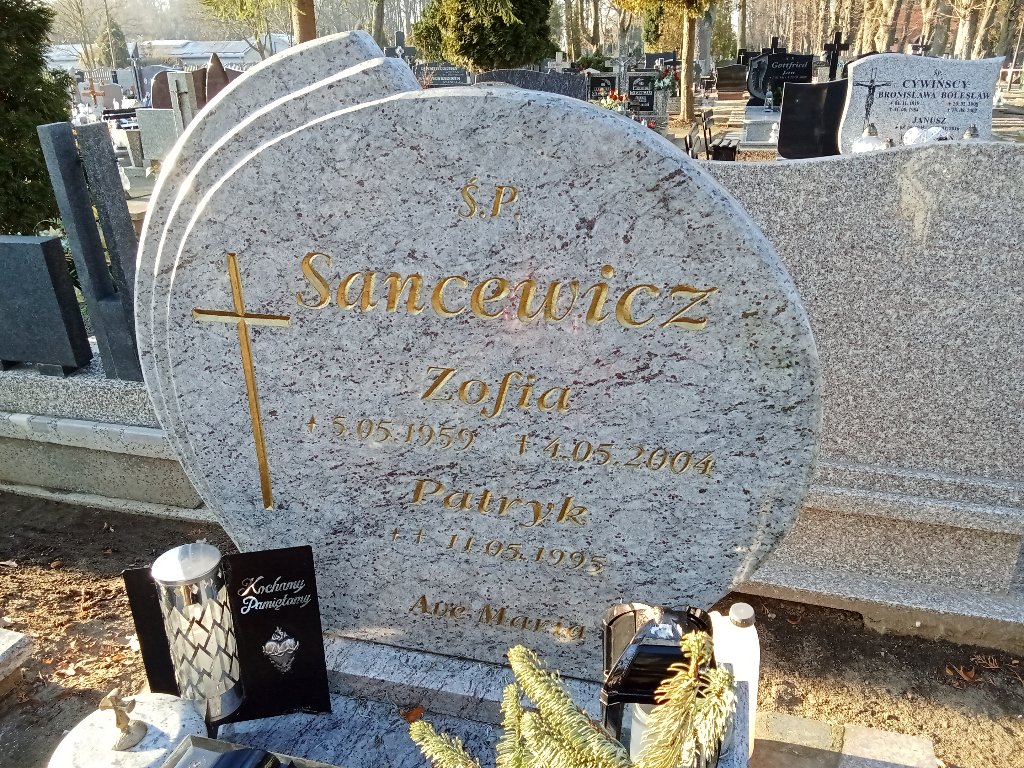 Ś.P.
Sancewicz
Zofia
+ 5.05.1959 + 4.05.2004
Patryk
+ + 11.05.1995
Ave Maria
Kochamy
Pamiętamy
CYWIŃSCY
BRONISŁAWA BOLESŁAW
JANUSZ
Gottfried
Jan